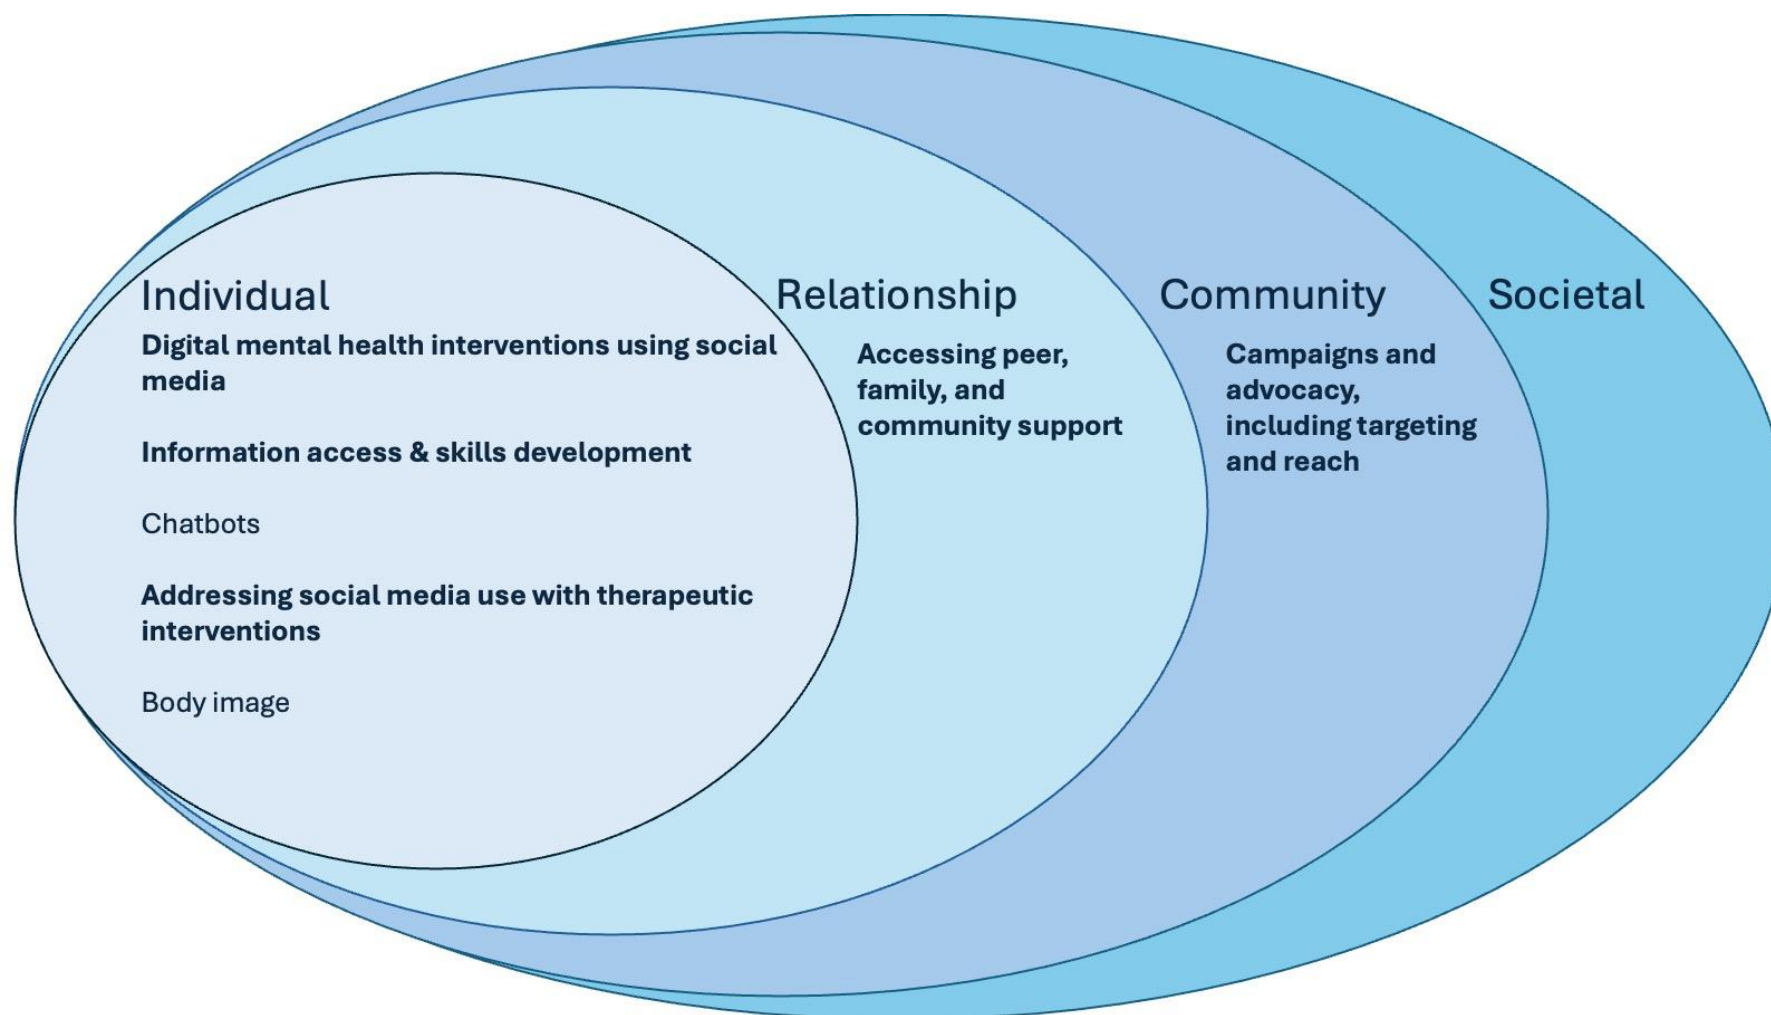 Individual
Digital mental health interventions using social
media
Information access & skills development
Chatbots
Addressing social media use with therapeutic
interventions
Body image
Relationship
Accessing peer,
family, and
community support
Community
Campaigns and
advocacy,
including targeting
and reach
Societal